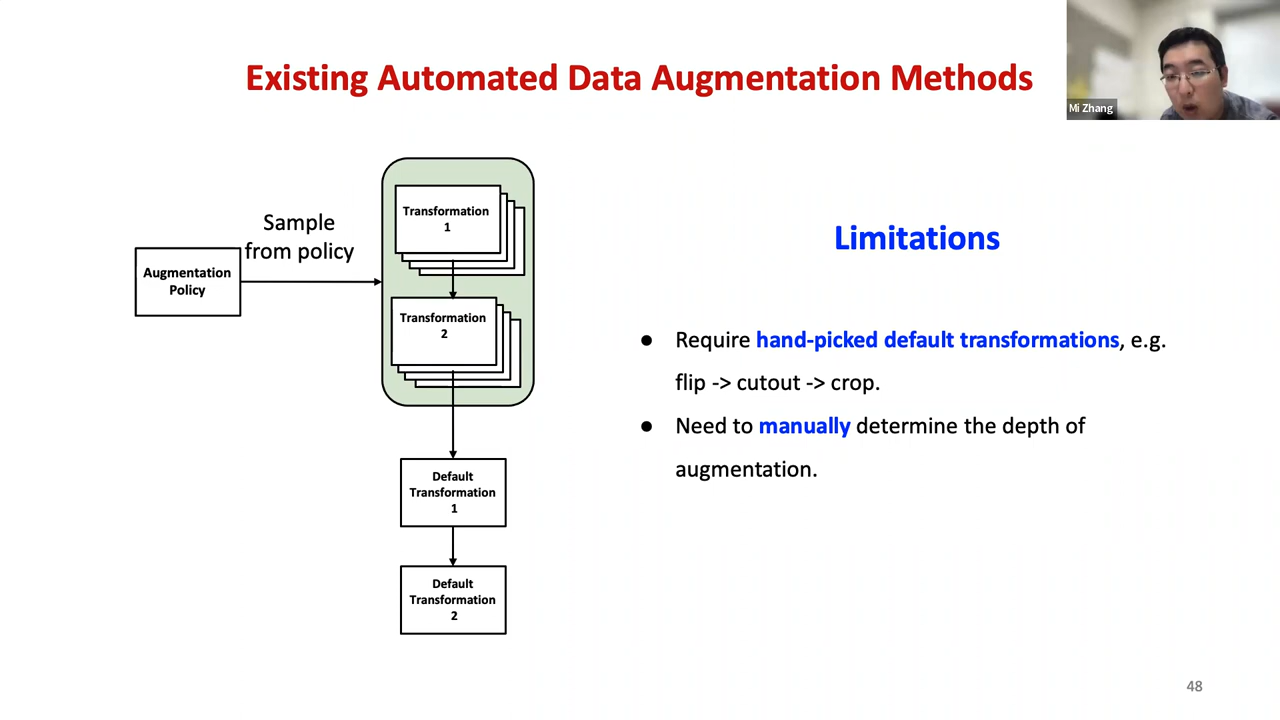 Existing Automated Data Augmentation Methods
Mi Zhang
Sample
from policy
Augmentation
Policy
Transformation
1
Transformation
2
Default
Transformation
1
Default
Transformation
2
Limitations
● Require hand-picked default transformations, e.g.
flip -> cutout -> crop.
● Need to manually determine the depth of
augmentation.
48